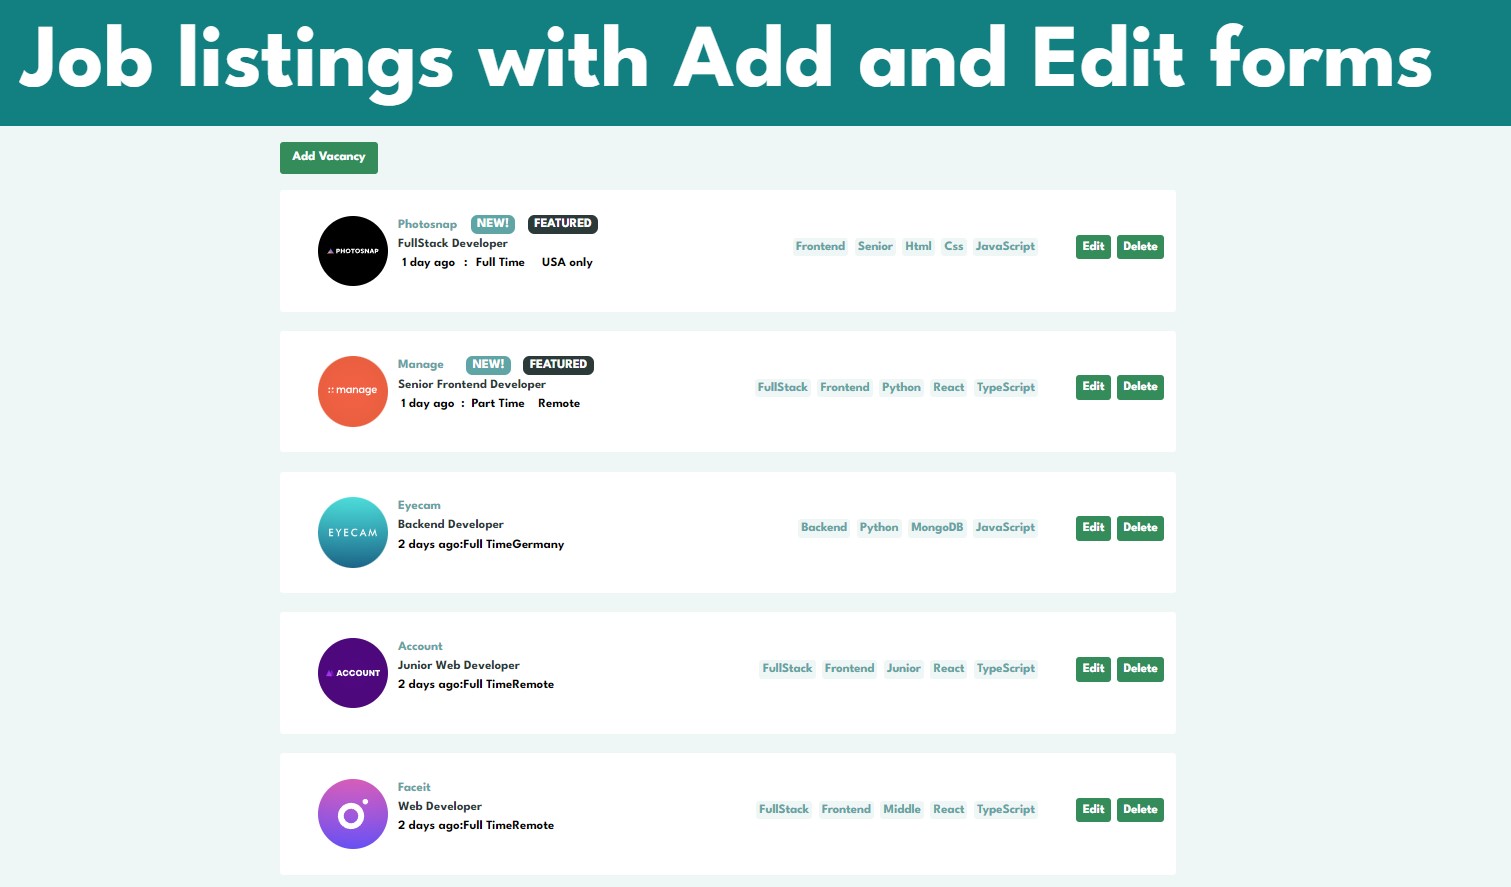 Job listings with Add and Edit forms
Add Vacancy
PHOTOSNAP
Photosnap NEW! FEATURED
FullStack Developer
1 day ago : Full Time USA only
Frontend Senior Html Css JavaScript
Edit Delete
manage
Manage NEW! FEATURED
Senior Frontend Developer
1 day ago : Part Time Remote
FullStack Frontend Python React TypeScript
Edit Delete
EYECAM
Eyecam
Backend Developer
2 days ago:Full TimeGermany
Backend Python MongoDB JavaScript
Edit Delete
ACCOUNT
Account
Junior Web Developer
2 days ago:Full TimeRemote
FullStack Frontend Junior React TypeScript
Edit Delete
Faceit
Web Developer
2 days ago:Full TimeRemote
FullStack Frontend Middle React TypeScript
Edit Delete